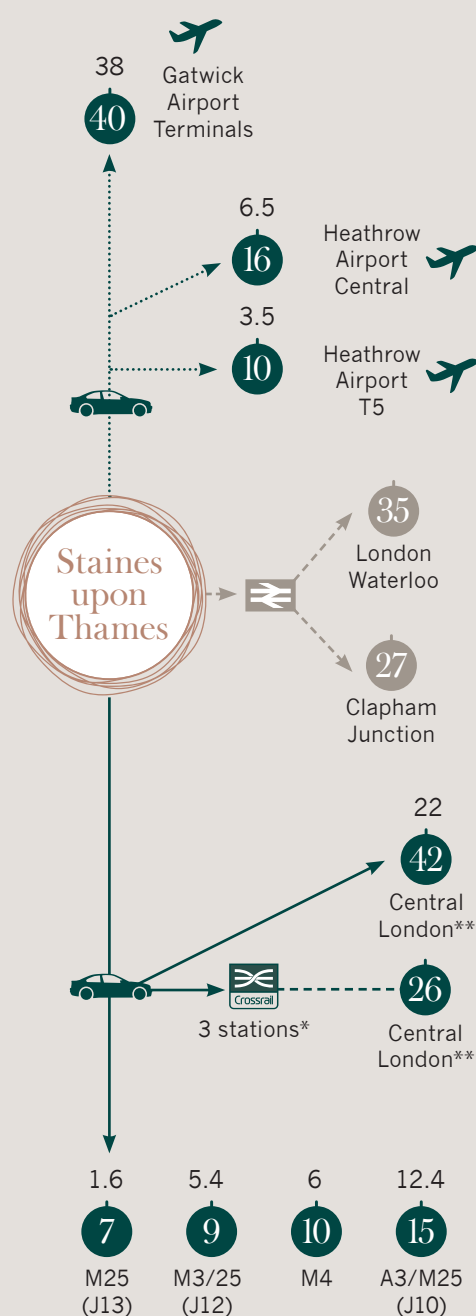 38
40
Gatwick
Airport
Terminals
6.5
16
Heathrow
Airport
Central
3.5
10
Heathrow
Airport
T5
Staines
upon
Thames
35
London
Waterloo
27
Clapham
Junction
22
42
Central
London**
Crossrail
3 stations*
26
Central
London**
1.6
7
M25
(J13)
5.4
9
M3/25
(J12)
6
10
M4
12.4
15
A3/M25
(J10)